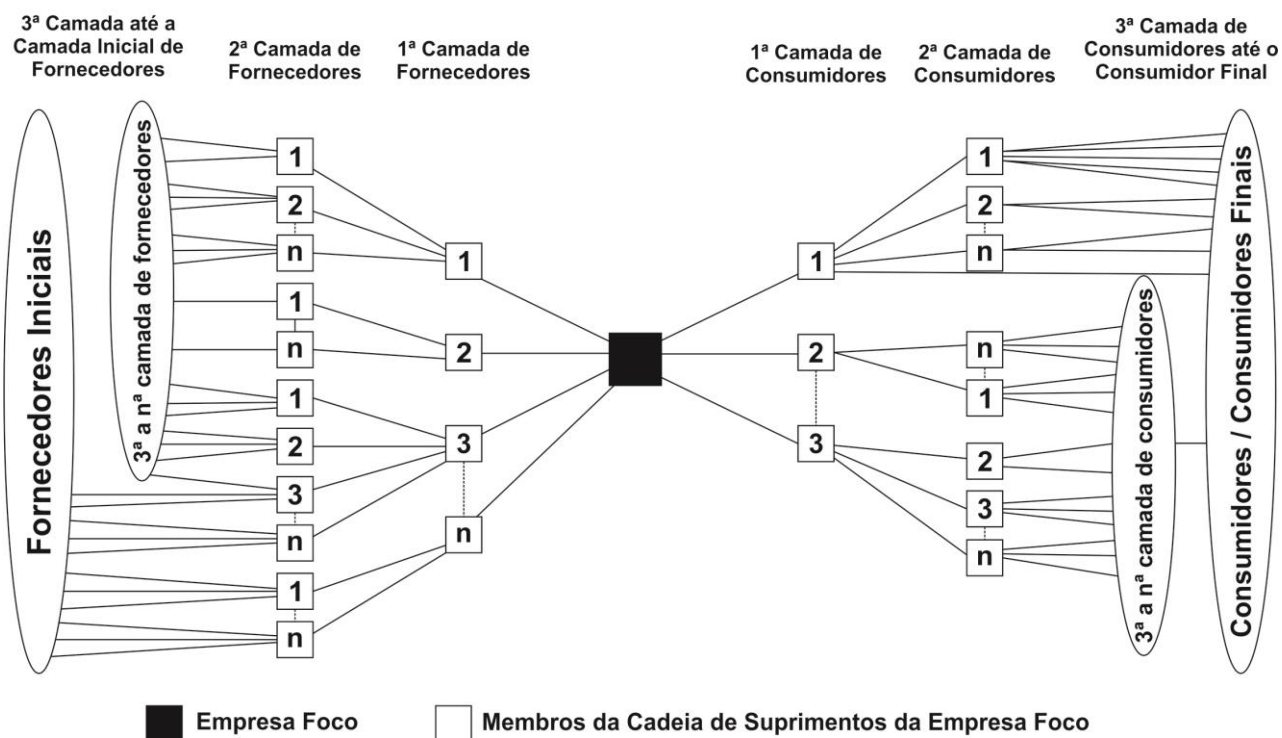 3ª Camada até a
Camada Inicial de
Fornecedores
2ª Camada de
Fornecedores
1ª Camada de
Fornecedores
1ª Camada de
Consumidores
2ª Camada de
Consumidores
3ª Camada de
Consumidores até o
Consumidor Final
Fornecedores Iniciais
3ª a nª camada de fornecedores
1
2
n
1
n
1
2
3
n
1
n
1
2
3
n
1
2
3
1
2
n
n
1
2
3
n
3ª a nª camada de consumidores
Consumidores / Consumidores Finais
Empresa Foco
Membros da Cadeia de Suprimentos da Empresa Foco